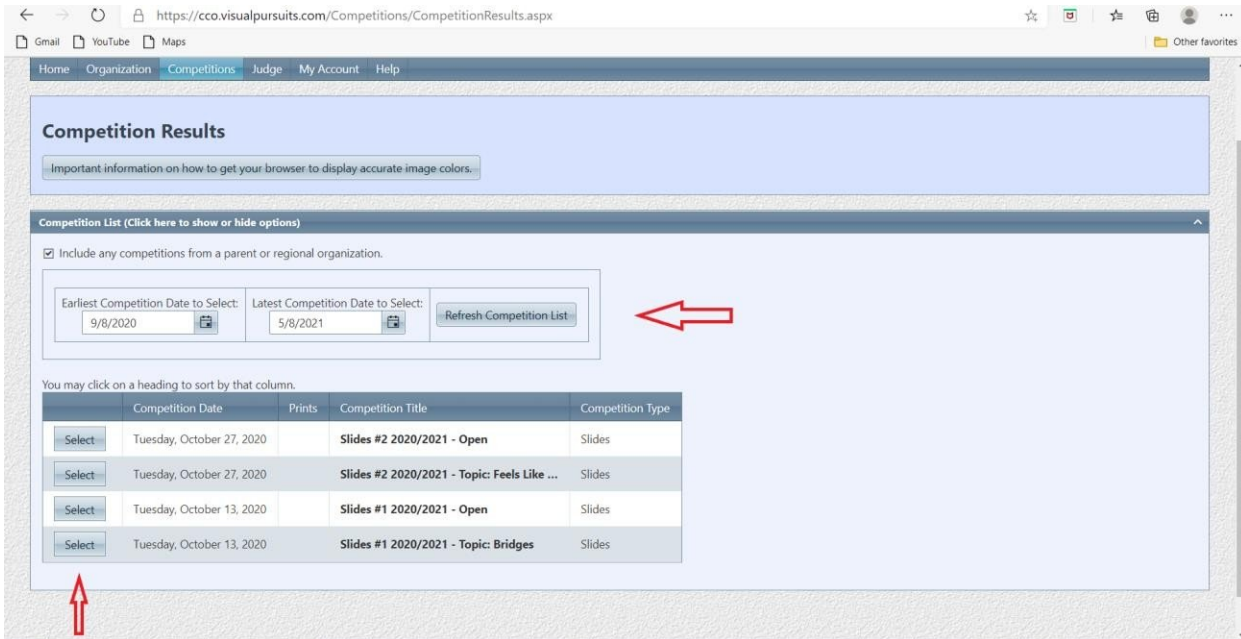 https://cco.visualpursuits.com/Competitions/CompetitionResults.aspx
Gmail YouTube Maps Other favorites
Home Organization Competitions Judge My Account Help
Competition Results
Important information on how to get your browser to display accurate image colors.
Competition List (Click here to show or hide options)
Include any competitions from a parent or regional organization.
Earliest Competition Date to Select: Latest Competition Date to Select:
9/8/2020 5/8/2021 Refresh Competition List
You may click on a heading to sort by that column.
Competition Date Prints Competition Title Competition Type
Select Tuesday, October 27, 2020 Slides #2 2020/2021 - Open Slides
Select Tuesday, October 27, 2020 Slides #2 2020/2021 - Topic: Feels Like ... Slides
Select Tuesday, October 13, 2020 Slides #1 2020/2021 - Open Slides
Select Tuesday, October 13, 2020 Slides #1 2020/2021 - Topic: Bridges Slides